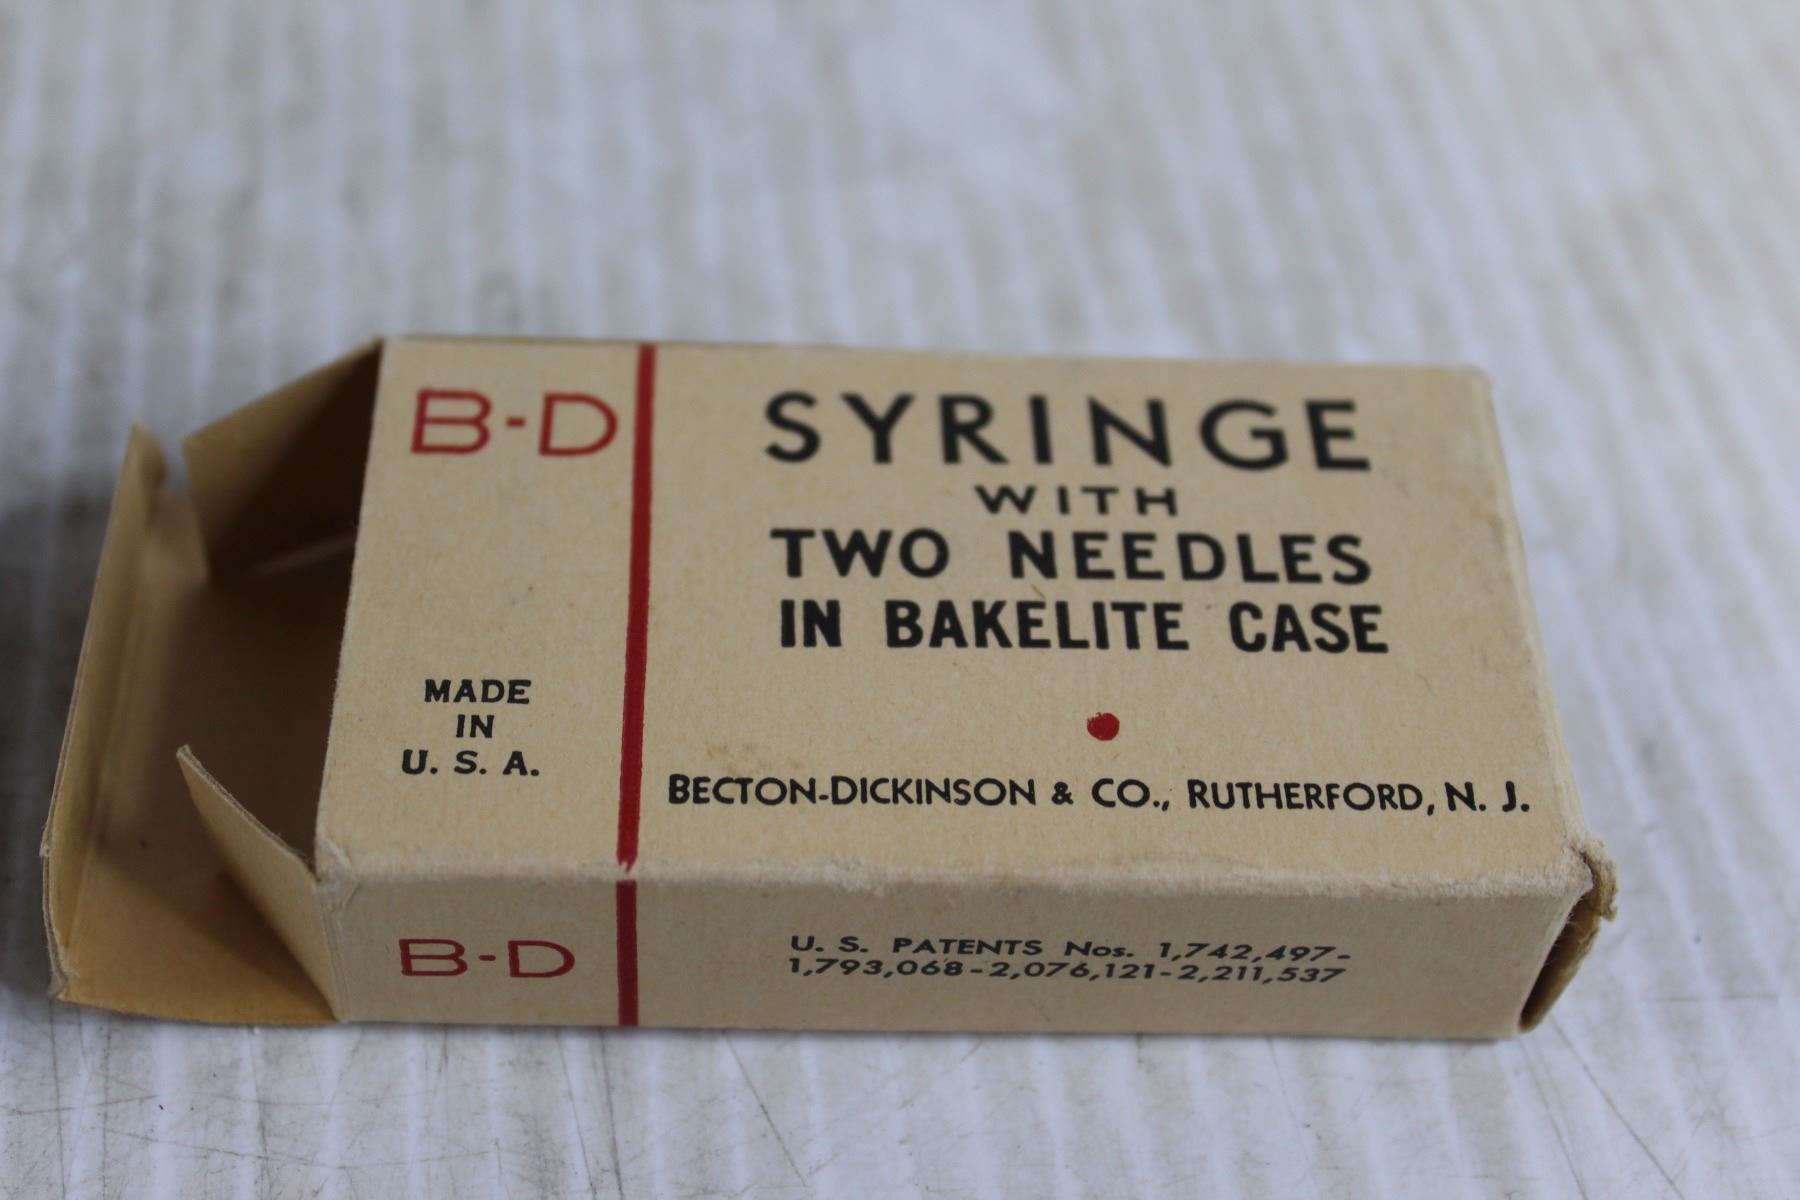 B-D
SYRINGE
WITH
TWO NEEDLES
IN BAKELITE CASE
MADE
IN
U. S. A.
BECTON-DICKINSON & CO., RUTHERFORD, N. J.
B-D
U. S. PATENTS Nos. 1,742,497-
1,793,068-2,076,121-2,211,537